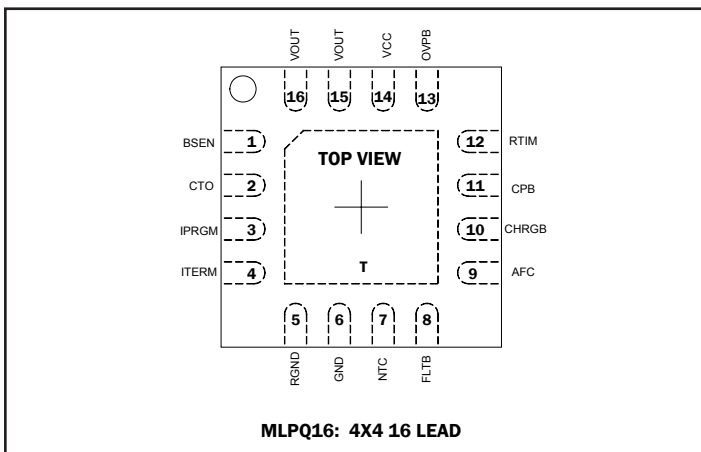 VOUT VOUT VCC OVPB
16 15 14 13
BSEN 1 12 RTIM
TOP VIEW
CTO 2 11 CPB
IPRGM 3 10 CHRGB
ITERM 4 T 9 AFC
5 6 7 8
RGND GND NTC FLTB
MLPQ16: 4X4 16 LEAD